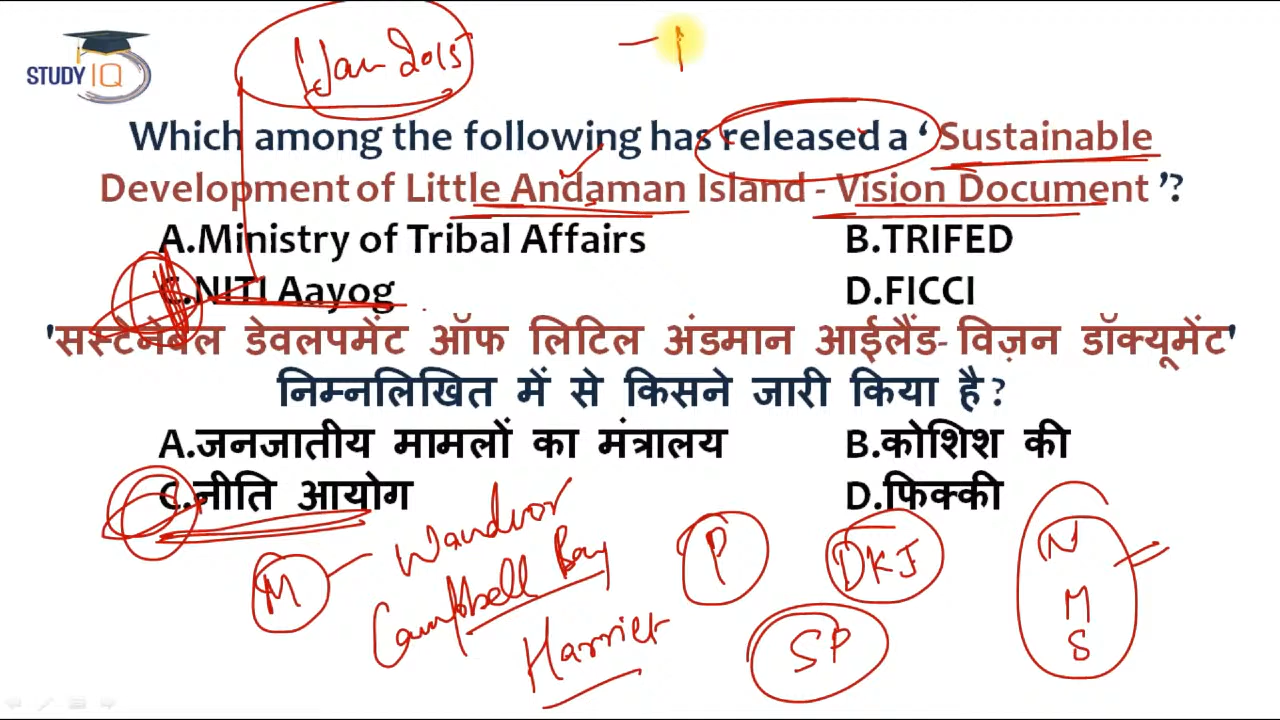 STUDY IQ
1 Jan 2015
Which among the following has released a ‘ Sustainable
Development of Little Andaman Island - Vision Document ’?
A.Ministry of Tribal Affairs B.TRIFED
C.NITI Aayog D.FICCI
'सस्टेनेबल डेवलपमेंट ऑफ लिटिल अंडमान आईलैंड- विज़न डॉक्यूमेंट'
निम्नलिखित में से किसने जारी किया है?
A.जनजातीय मामलों का मंत्रालय B.कोशिश की
C.नीति आयोग D.फिक्की
M - Wandoor P DKJ N
Campbell Bay M
Harriet SP S